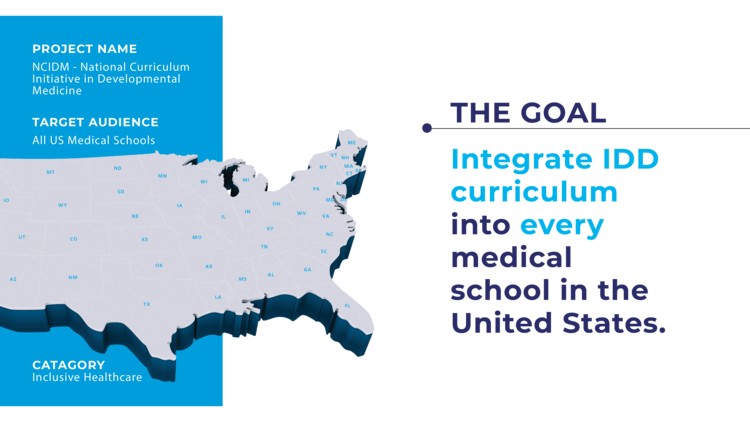 PROJECT NAME
NCIDM - National Curriculum
Initiative in Developmental
Medicine
TARGET AUDIENCE
All US Medical Schools
THE GOAL
Integrate IDD
curriculum
into every
medical
school in the
United States.
ME
VT
NH
NY
MA
CT
MT
ND
MN
WI
MI
PA
ID
WY
SD
IA
NE
IL
IN
OH
WV
VA
UT
CO
KS
MO
KY
NC
TN
SC
AZ
NM
OK
AR
MS
AL
GA
TX
LA
FL
CATAGORY
Inclusive Healthcare